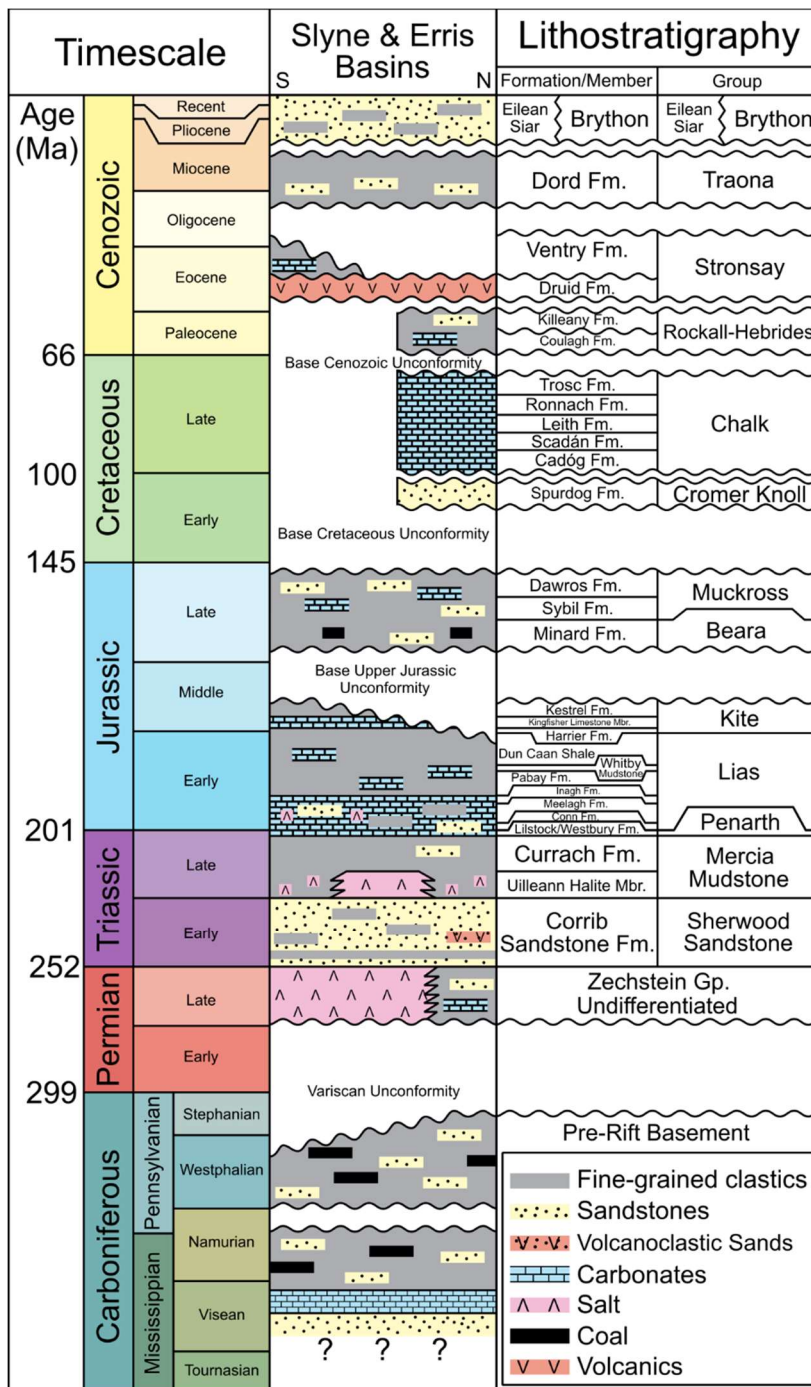 Timescale
Slyne & Erris
Basins
S N
Lithostratigraphy
Formation/Member
Group
Age
(Ma)
Cenozoic
Recent
Pliocene
Miocene
Oligocene
Eocene
Paleocene
Eilean
Siar
Brython
Eilean
Siar
Brython
Dord Fm.
Traona
Ventry Fm.
Druid Fm.
Stronsay
Killeany Fm.
Coulagh Fm.
Rockall-Hebrides
66
Base Cenozoic Unconformity
Cretaceous
Late
Trosc Fm.
Ronnach Fm.
Leith Fm.
Scadán Fm.
Cadóg Fm.
Chalk
100
Early
Spurdog Fm.
Cromer Knoll
Base Cretaceous Unconformity
145
Jurassic
Late
Dawros Fm.
Sybil Fm.
Minard Fm.
Muckross
Beara
Middle
Base Upper Jurassic
Unconformity
Kestrel Fm.
Kingfisher Limestone Mbr.
Kite
Early
Harrier Fm.
Dun Caan Shale
Whitby
Mudstone
Pabay Fm.
Inagh Fm.
Meelagh Fm.
Conn Fm.
Lilstock/Westbury Fm.
Lias
Penarth
201
Triassic
Late
Currach Fm.
Uilleann Halite Mbr.
Mercia
Mudstone
Early
Corrib
Sandstone Fm.
Sherwood
Sandstone
252
Permian
Late
Zechstein Gp.
Undifferentiated
Early
299
Variscan Unconformity
Carboniferous
Pennsylvanian
Mississippian
Stephanian
Westphalian
Namurian
Visean
Tournasian
Pre-Rift Basement
? ? ?
Fine-grained clastics
Sandstones
Volcanoclastic Sands
Carbonates
Salt
Coal
Volcanics